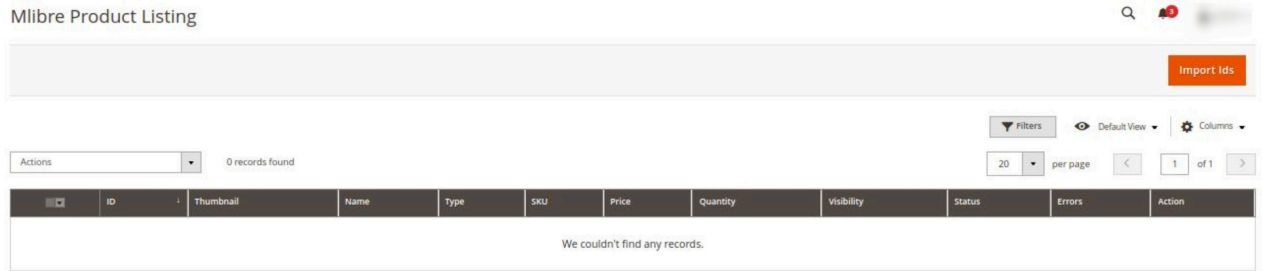 Mlibre Product Listing
3
Import Ids
Filters
Default View
Columns
Actions
0 records found
20
per page
1
of 1
ID
Thumbnail
Name
Type
SKU
Price
Quantity
Visibility
Status
Errors
Action
We couldn't find any records.